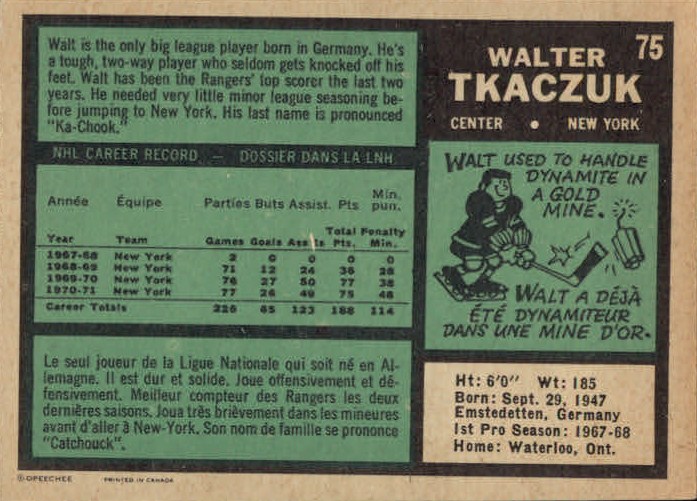 Walt is the only big league player born in Germany. He's
a tough, two-way player who seldom gets knocked off his
feet. Walt has been the Rangers' top scorer the last two
years. He needed very little minor league seasoning be-
fore jumping to New York. His last name is pronounced
"Ka-Chook."
75
WALTER
TKACZUK
CENTER • NEW YORK
NHL CAREER RECORD — DOSSIER DANS LA LNH
Année Équipe Parties Buts Assist. Pts Min. pun.
Year Team Games Goals Assists Total Pts. Penalty Min.
1967-68 New York 2 0 0 0 0
1968-69 New York 71 12 24 36 28
1969-70 New York 76 27 50 77 38
1970-71 New York 77 26 49 75 48
Career Totals 226 65 123 188 114
WALT USED TO HANDLE
DYNAMITE IN
A GOLD
MINE.
WALT A DÉJÀ
ÉTÉ DYNAMITEUR
DANS UNE MINE D'OR.
Le seul joueur de la Ligue Nationale qui soit né en Al-
lemagne. Il est dur et solide. Joue offensivement et dé-
fensivement. Meilleur compteur des Rangers les deux
dernières saisons. Joua très brièvement dans les mineures
avant d'aller à New-York. Son nom de famille se prononce
"Catchouck".
Ht: 6'0" Wt: 185
Born: Sept. 29, 1947
Emstedetten, Germany
1st Pro Season: 1967-68
Home: Waterloo, Ont.
© OPEECHEE PRINTED IN CANADA